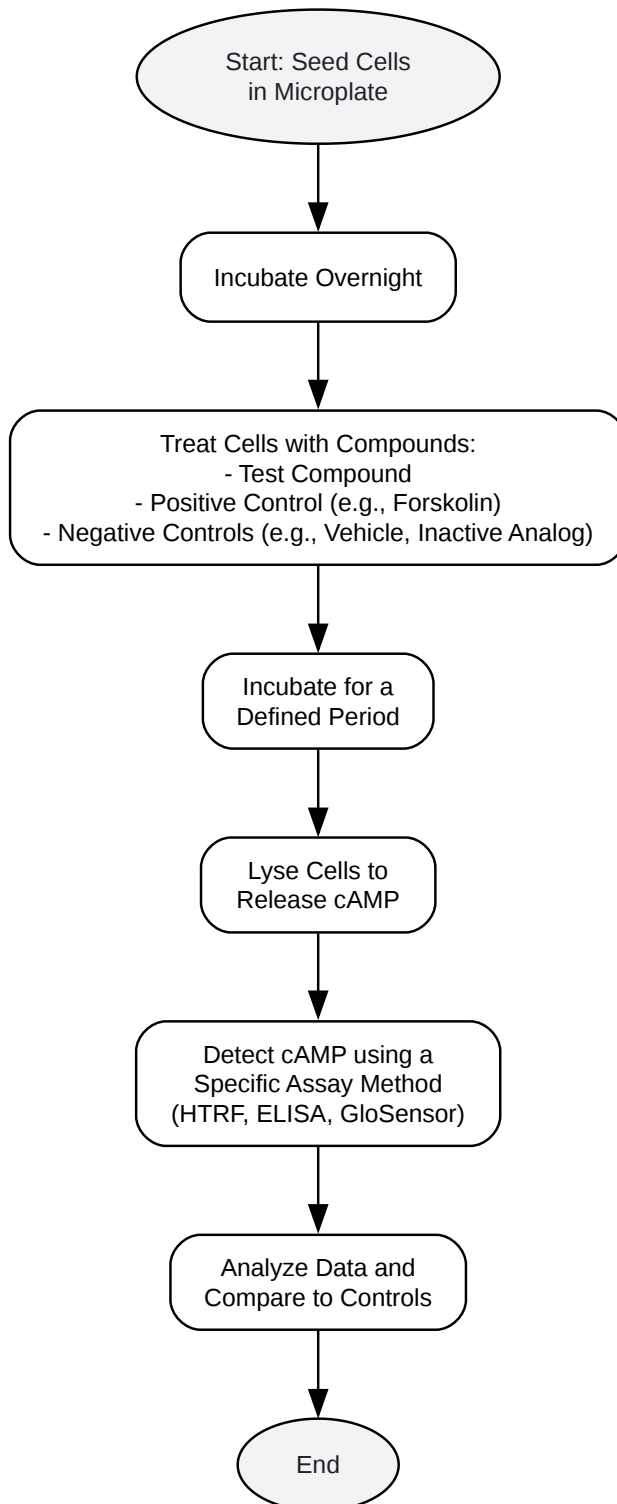 Start: Seed Cells
in Microplate
Incubate Overnight
Treat Cells with Compounds:
- Test Compound
- Positive Control (e.g., Forskolin)
- Negative Controls (e.g., Vehicle, Inactive Analog)
Incubate for a
Defined Period
Lyse Cells to
Release cAMP
Detect cAMP using a
Specific Assay Method
(HTRF, ELISA, GloSensor)
Analyze Data and
Compare to Controls
End